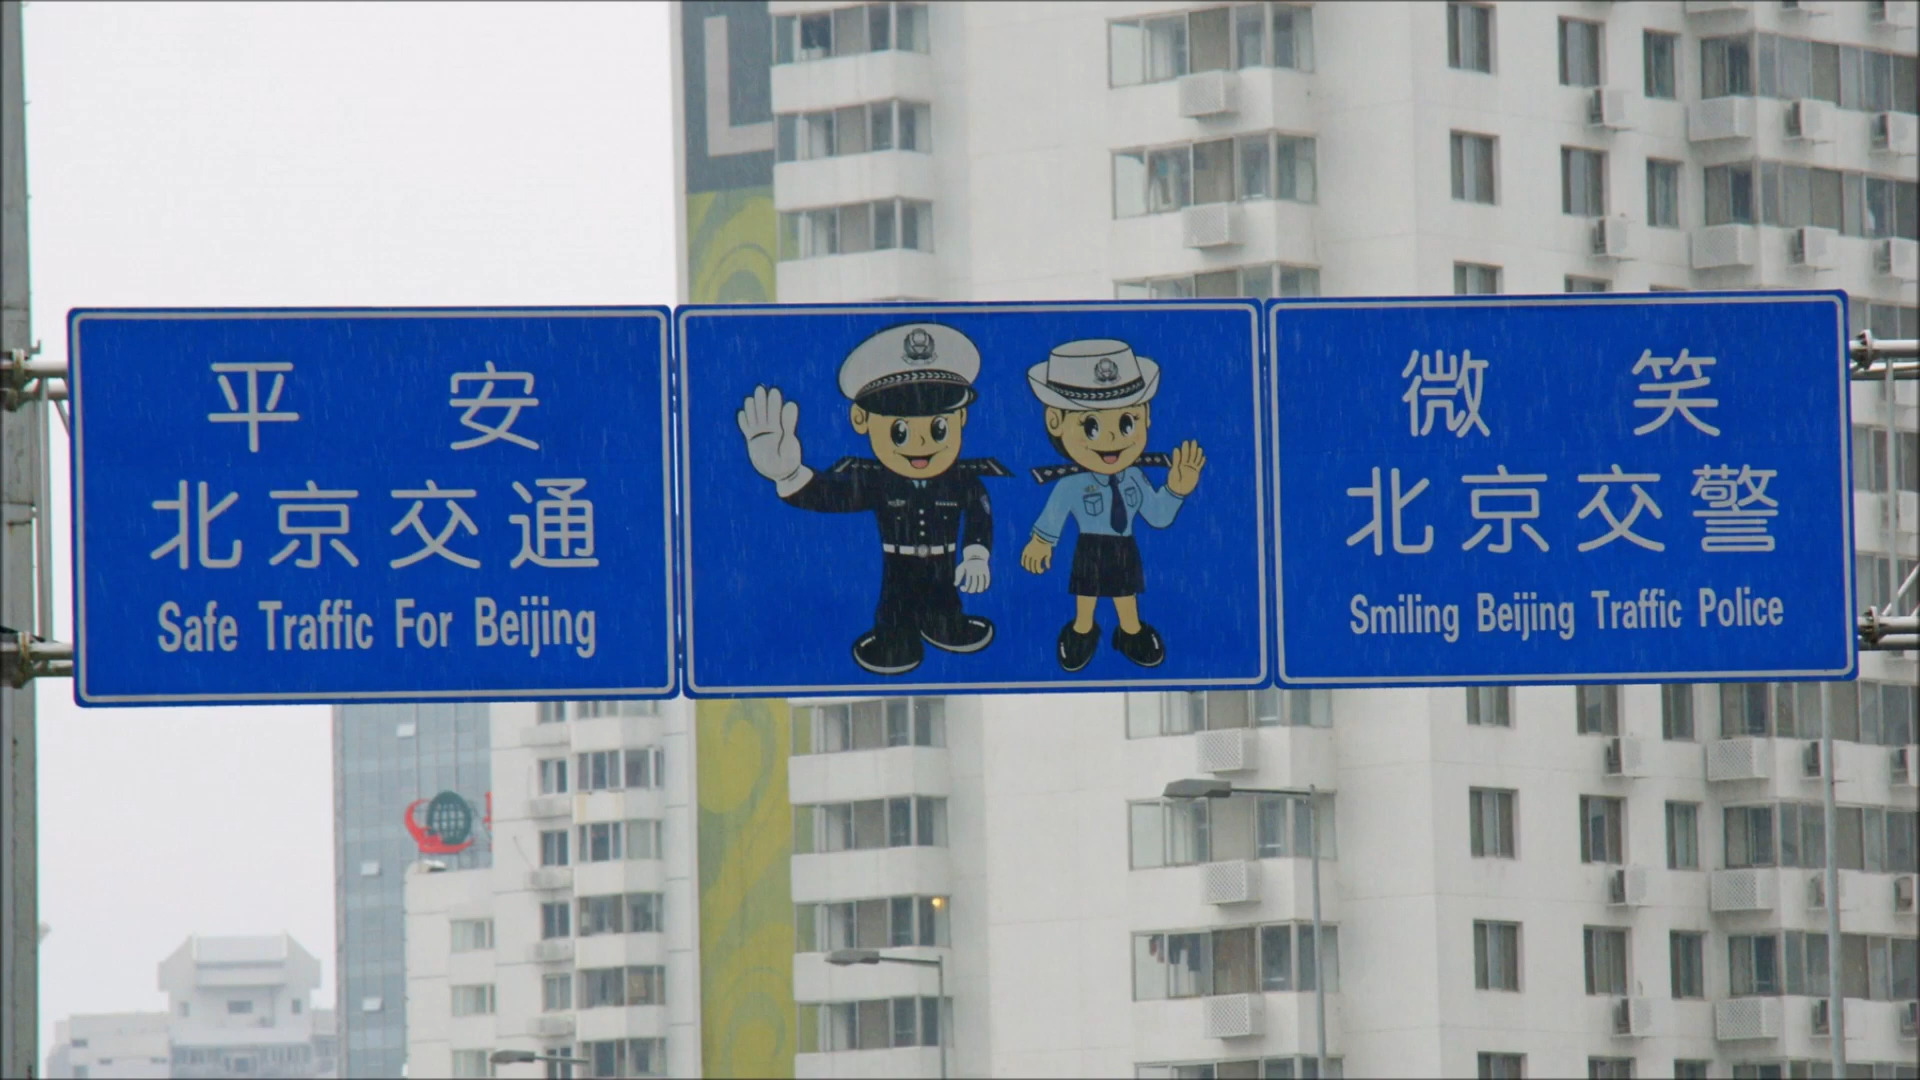 平 安
北京交通
Safe Traffic For Beijing
微 笑
北京交警
Smiling Beijing Traffic Police
L